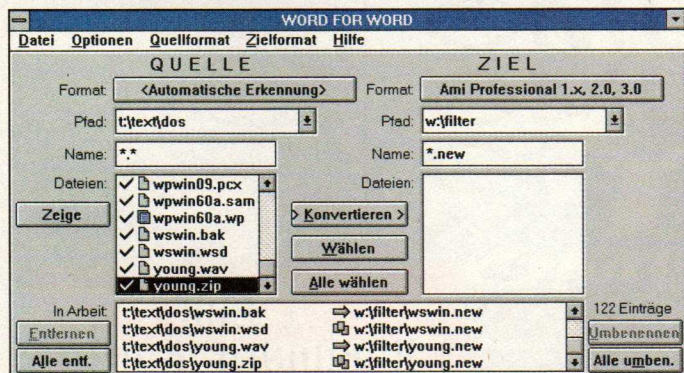 WORD FOR WORD
Datei Optionen Quellformat Zielformat Hilfe
QUELLE
ZIEL
Format: <Automatische Erkennung>
Format: Ami Professional 1.x, 2.0, 3.0
Pfad: t:\text\dos
Pfad: w:\filter
Name: *.*
Name: *.new
Dateien:
wpwin09.pcx
wpwin60a.sam
wpwin60a.wp
wswin.bak
wswin.wsd
young.wav
young.zip
Zeige
> Konvertieren >
Wählen
Alle wählen
Dateien:
In Arbeit
t:\text\dos\wswin.bak w:\filter\wswin.new
t:\text\dos\wswin.wsd w:\filter\wswin.new
t:\text\dos\young.wav w:\filter\young.new
t:\text\dos\young.zip w:\filter\young.new
Entfernen
Alle entf.
122 Einträge
Umbenennen
Alle umben.